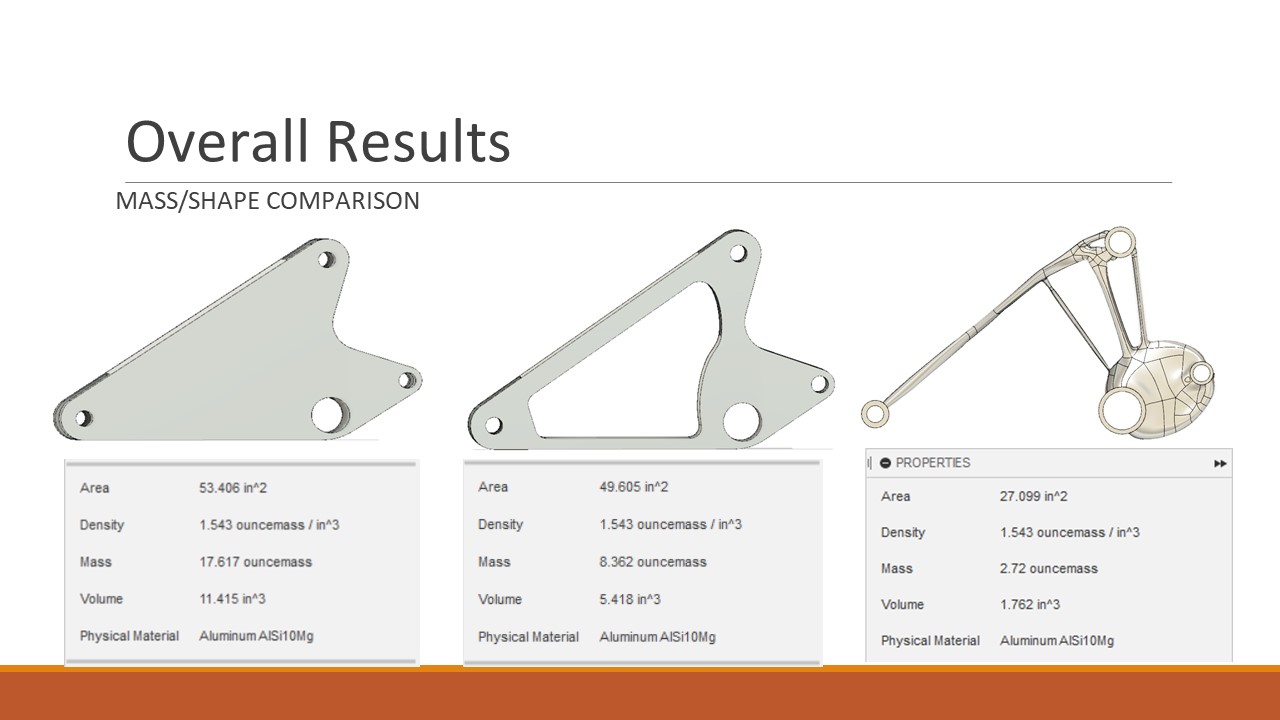 Overall Results
MASS/SHAPE COMPARISON
Area 53.406 in^2
Density 1.543 ouncemass / in^3
Mass 17.617 ouncemass
Volume 11.415 in^3
Physical Material Aluminum AlSi10Mg
Area 49.605 in^2
Density 1.543 ouncemass / in^3
Mass 8.362 ouncemass
Volume 5.418 in^3
Physical Material Aluminum AlSi10Mg
PROPERTIES
Area 27.099 in^2
Density 1.543 ouncemass / in^3
Mass 2.72 ouncemass
Volume 1.762 in^3
Physical Material Aluminum AlSi10Mg